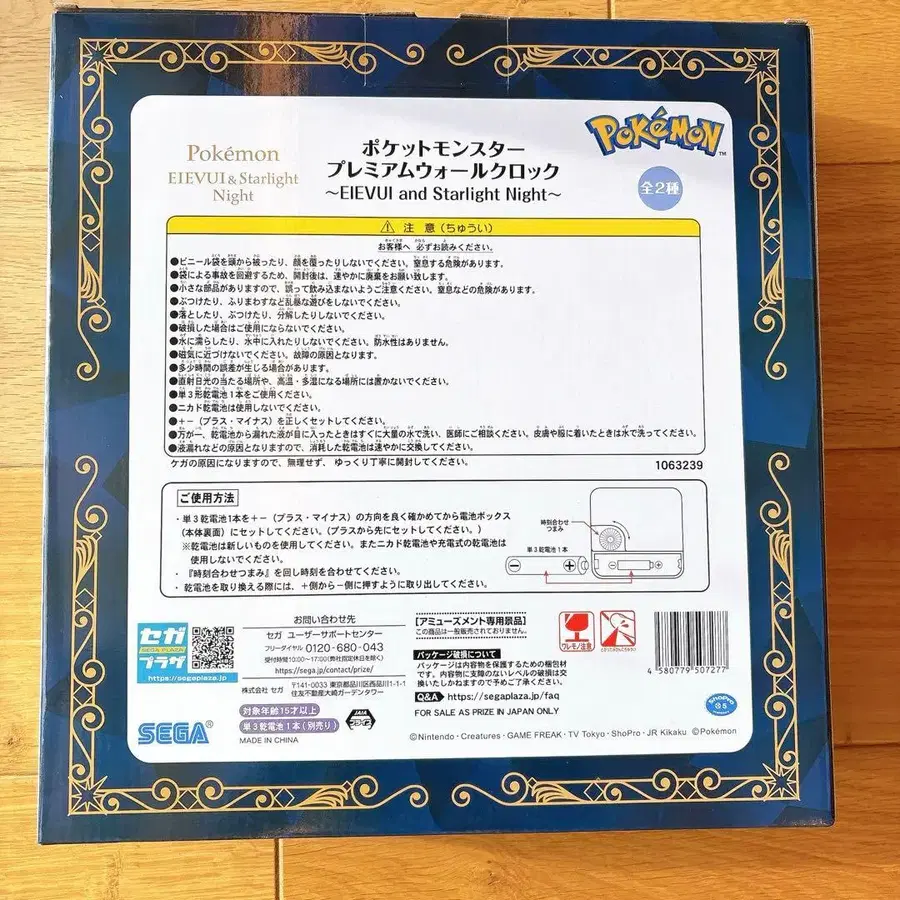 Pokémon
EIEVUI & Starlight
Night
ポケットモンスター
プレミアムウォールクロック
～EIEVUI and Starlight Night～
POKéMON
TM
全2種
⚠ 注 意（ちゅうい）
お客様へ 必ずお読みください。
●ビニール袋を頭から被ったり、顔を覆ったりしないでください。窒息する危険があります。
●袋による事故を回避するため、開封後は、速やかに廃棄をお願い致します。
●小さな部品がありますので、誤って飲み込まないようご注意ください。窒息などの危険があります。
●ぶつけたり、ふりまわすなど乱暴な遊びをしないでください。
●落としたり、ぶつけたり、分解したりしないでください。
●破損した場合はご使用にならないでください。
●水に濡らしたり、水中に入れたりしないでください。防水性はありません。
●磁気に近づけないでください。故障の原因となります。
●多少時間の誤差が生じる場合があります。
●直射日光の当たる場所や、高温・多湿になる場所には置かないでください。
●単3形乾電池1本をご使用ください。
●ニカド乾電池は使用しないでください。
●＋－（プラス・マイナス）を正しくセットしてください。
●万が一、乾電池から漏れた液が目に入ったときはすぐに大量の水で洗い、医師にご相談ください。皮膚や服に着いたときは水で洗ってください。
●液漏れなどの原因となりますので、消耗した乾電池は速やかに交換してください。
ケガの原因になりますので、無理せず、ゆっくり丁寧に開封してください。
1063239
ご使用方法
・単3乾電池1本を＋－（プラス・マイナス）の方向を良く確かめてから電池ボックス
（本体裏面）にセットしてください。（プラスから先にセットしてください。）
※乾電池は新しいものを使用してください。またニカド乾電池や充電式の乾電池は
使用しないでください。
・『時刻合わせつまみ』を回し時刻を合わせてください。
・乾電池を取り換える際には、＋側から－側に押すように取り出してください。
時刻合わせ
つまみ
単3乾電池1本
セガ
SEGA PLAZA
プラザ
https://segaplaza.jp/
お問い合わせ先
セガ ユーザーサポートセンター
フリーダイヤル 0120-680-043
受付時間10:00～17:00（弊社指定休日を除く）
https://sega.jp/contact/prize/
株式会社 セガ
〒141-0033 東京都品川区西品川1-1-1
住友不動産大崎ガーデンタワー
【アミューズメント専用景品】
この商品は一般販売されておりません。
パッケージ破損について
パッケージは内容物を保護するための梱包材
です。内容物に支障のないレベルの破損は交
換いたしかねますので予めご了承ください。
Q&A ▶ https://segaplaza.jp/faq
FOR SALE AS PRIZE IN JAPAN ONLY
ワレモノ注意
4 580779 507277
SEGA®
対象年齢15才以上
単3乾電池1本（別売り）
MADE IN CHINA
JAIA
プライズ
ShoPro
05
©Nintendo・Creatures・GAME FREAK・TV Tokyo・ShoPro・JR Kikaku ©Pokémon